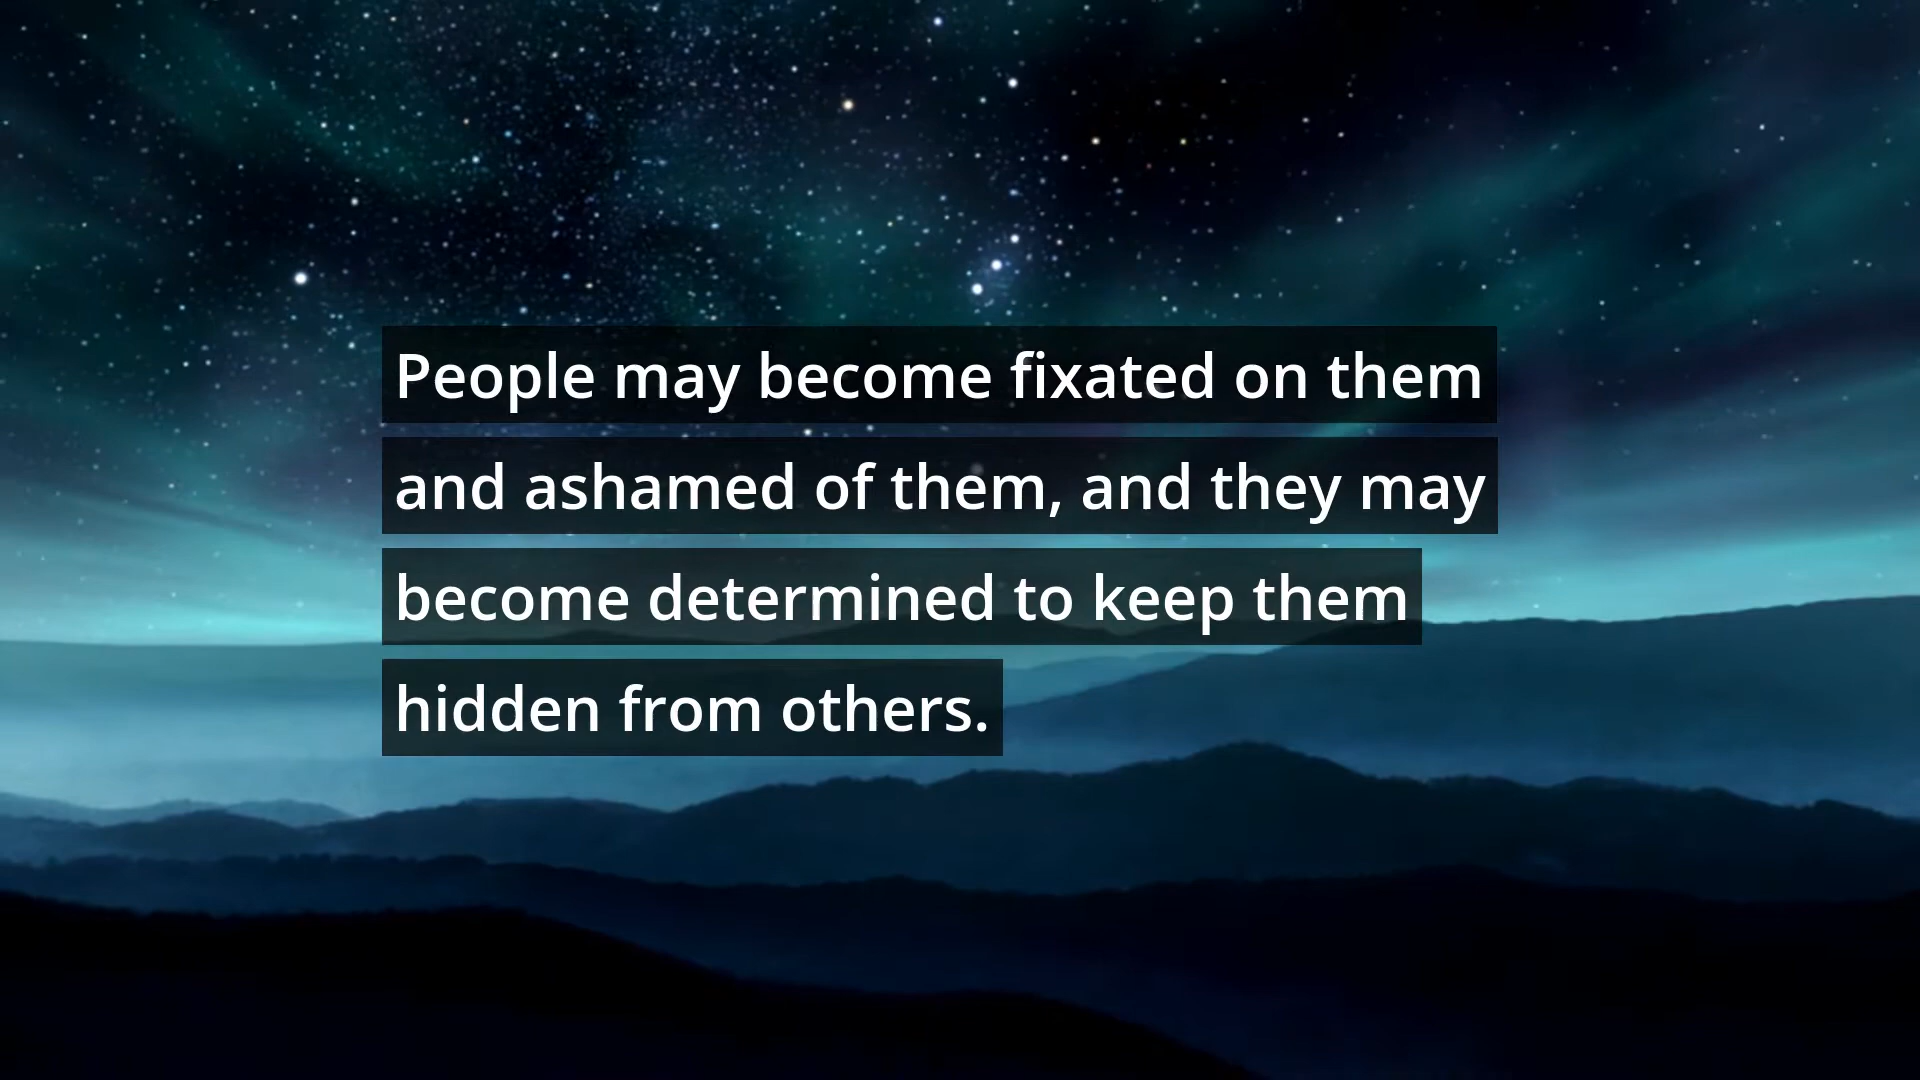 People may become fixated on them
and ashamed of them, and they may
become determined to keep them
hidden from others.